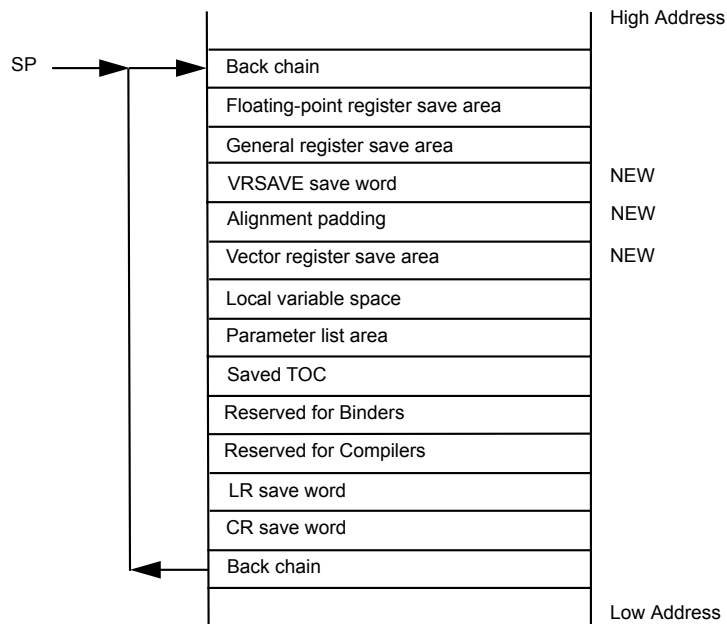 High Address
SP
Back chain
Floating-point register save area
General register save area
VRSAVE save word
NEW
Alignment padding
NEW
Vector register save area
NEW
Local variable space
Parameter list area
Saved TOC
Reserved for Binders
Reserved for Compilers
LR save word
CR save word
Back chain
Low Address